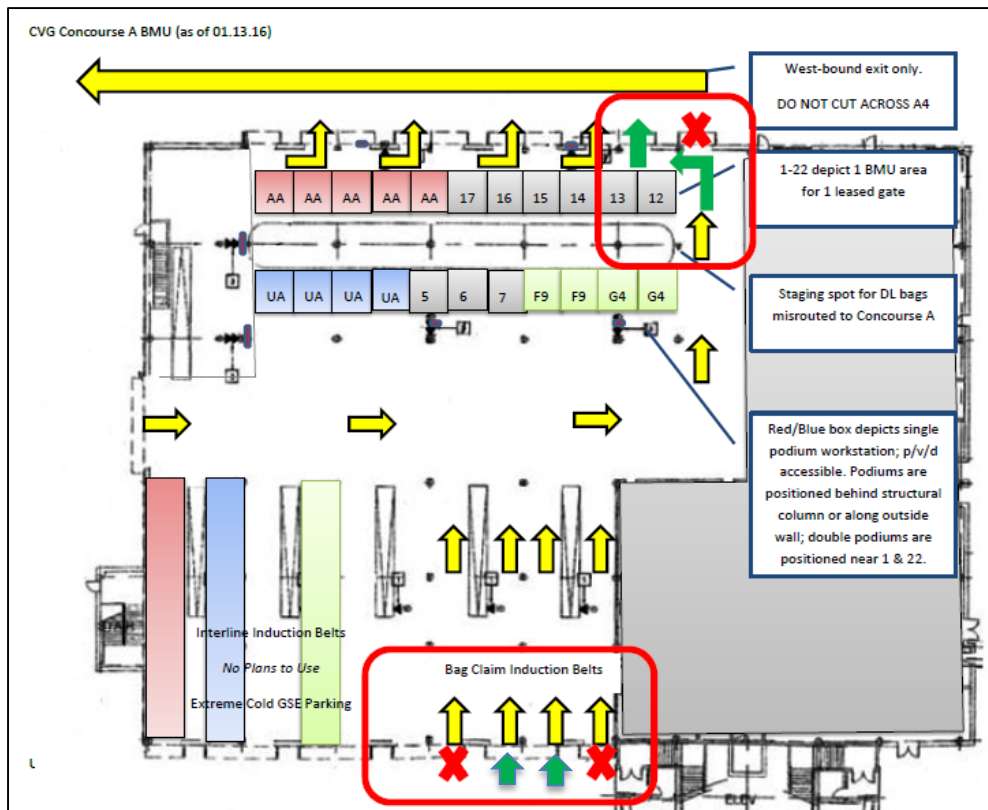 CVG Concourse A BMU (as of 01.13.16)
West-bound exit only.
DO NOT CUT ACROSS A4
1-22 depict 1 BMU area
for 1 leased gate
AA AA AA AA AA 17 16 15 14 13 12
UA UA UA UA 5 6 7 F9 F9 G4 G4
Staging spot for DL bags
misrouted to Concourse A
Red/Blue box depicts single
podium workstation; p/v/d
accessible. Podiums are
positioned behind structural
column or along outside
wall; double podiums are
positioned near 1 & 22.
Interline Induction Belts
No Plans to Use
Extreme Cold GSE Parking
Bag Claim Induction Belts
ELEV